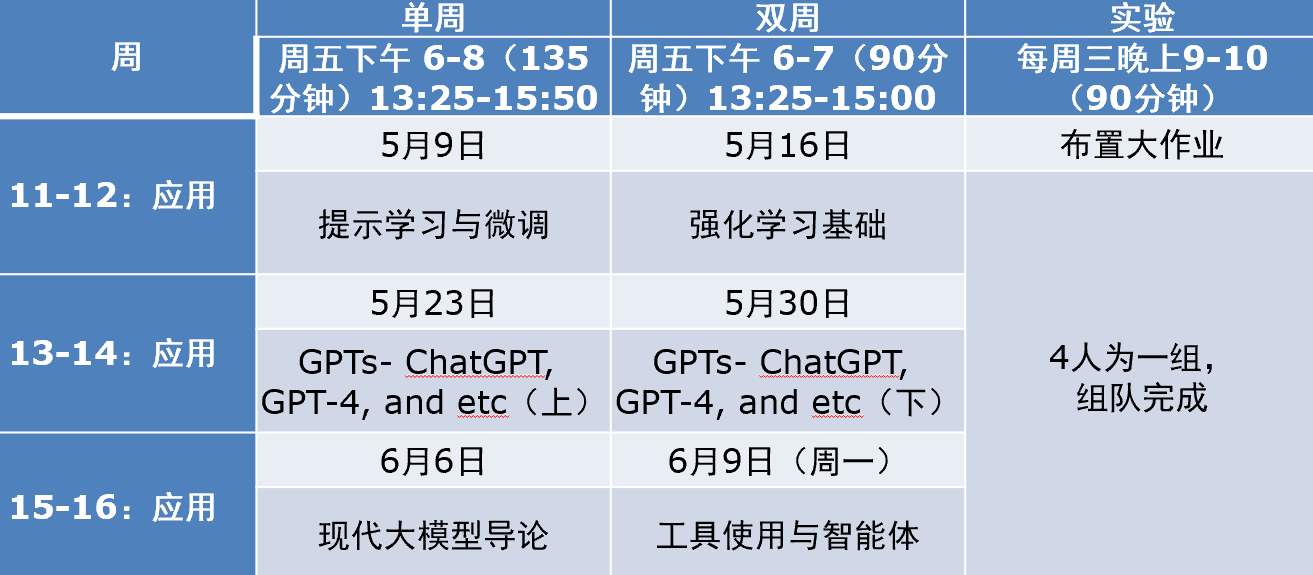 周
单周
双周
实验
周五下午 6-8（135
分钟）13:25-15:50
周五下午 6-7（90分
钟）13:25-15:00
每周三晚上9-10
（90分钟）
11-12：应用
5月9日
5月16日
布置大作业
提示学习与微调
强化学习基础
4人为一组，
组队完成
13-14：应用
5月23日
5月30日
GPTs- ChatGPT,
GPT-4, and etc（上）
GPTs- ChatGPT,
GPT-4, and etc（下）
15-16：应用
6月6日
6月9日（周一）
现代大模型导论
工具使用与智能体